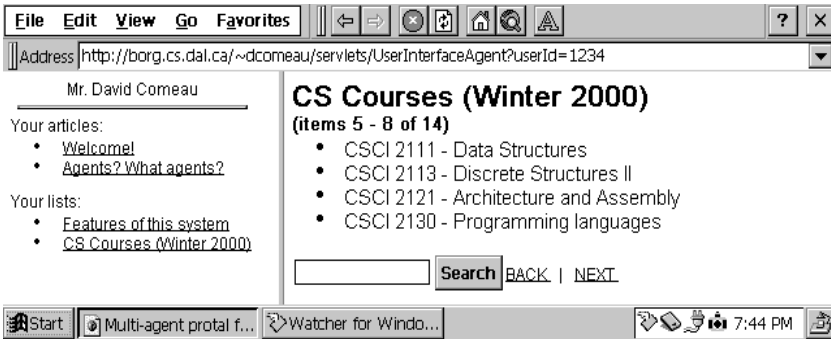 File Edit View Go Favorites ? ×
Address http://borg.cs.dal.ca/~dcomeau/servlets/UserInterfaceAgent?userId=1234
Mr. David Comeau
Your articles:
• Welcome!
• Agents? What agents?
Your lists:
• Features of this system
• CS Courses (Winter 2000)
CS Courses (Winter 2000)
(items 5 - 8 of 14)
• CSCI 2111 - Data Structures
• CSCI 2113 - Discrete Structures II
• CSCI 2121 - Architecture and Assembly
• CSCI 2130 - Programming languages
Search BACK | NEXT
Start Multi-agent protal f... Watcher for Windo... 7:44 PM